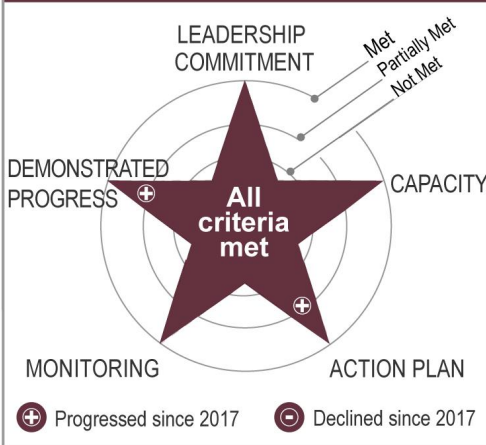 LEADERSHIP
COMMITMENT
Met
Partially Met
Not Met
DEMONSTRATED
PROGRESS
All
criteria
met
CAPACITY
MONITORING
ACTION PLAN
Progressed since 2017
Declined since 2017